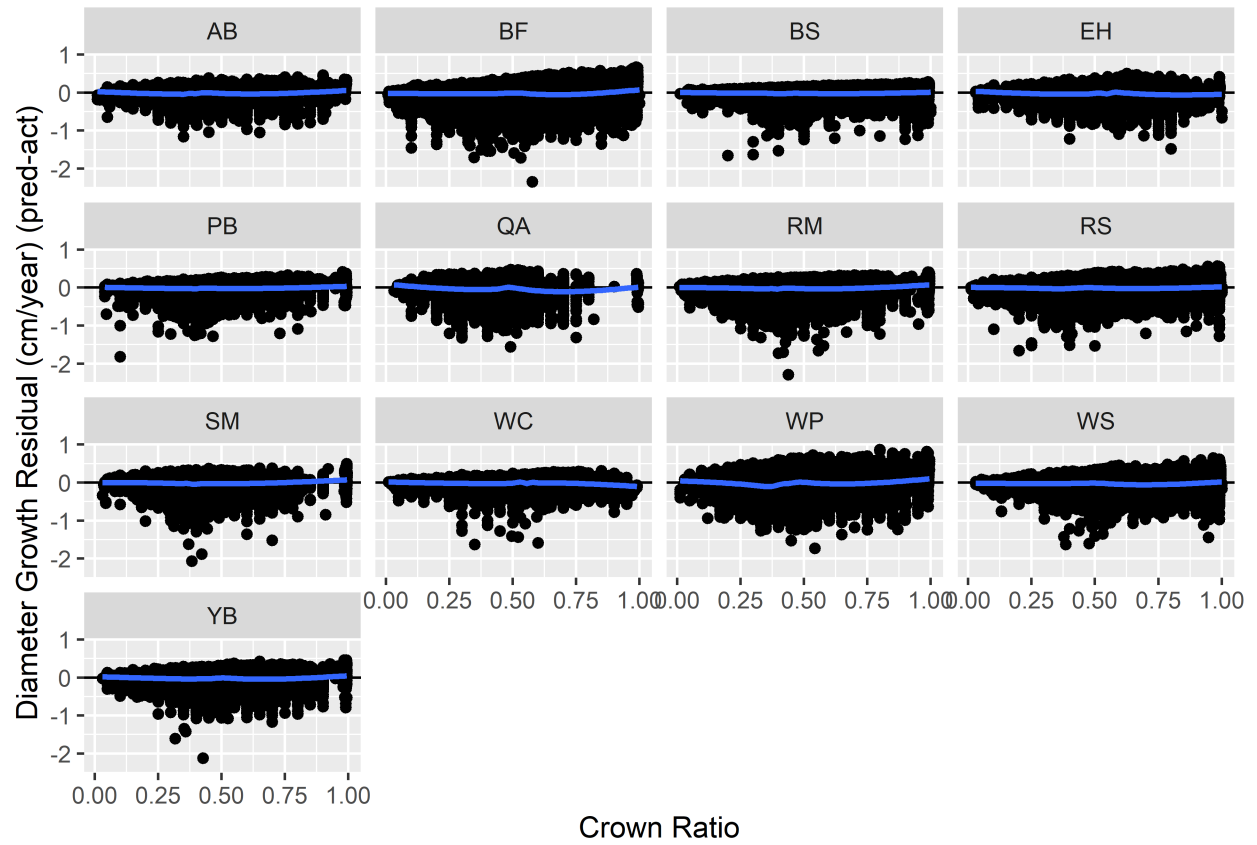 Diameter Growth Residual (cm/year) (pred-act)
AB BF BS EH
1
0
-1
-2
PB QA RM RS
1
0
-1
-2
SM WC WP WS
1
0
-1
-2
0.00 0.25 0.50 0.75 1.00 0.00 0.25 0.50 0.75 1.00 0.00 0.25 0.50 0.75 1.00
YB
1
0
-1
-2
0.00 0.25 0.50 0.75 1.00
Crown Ratio